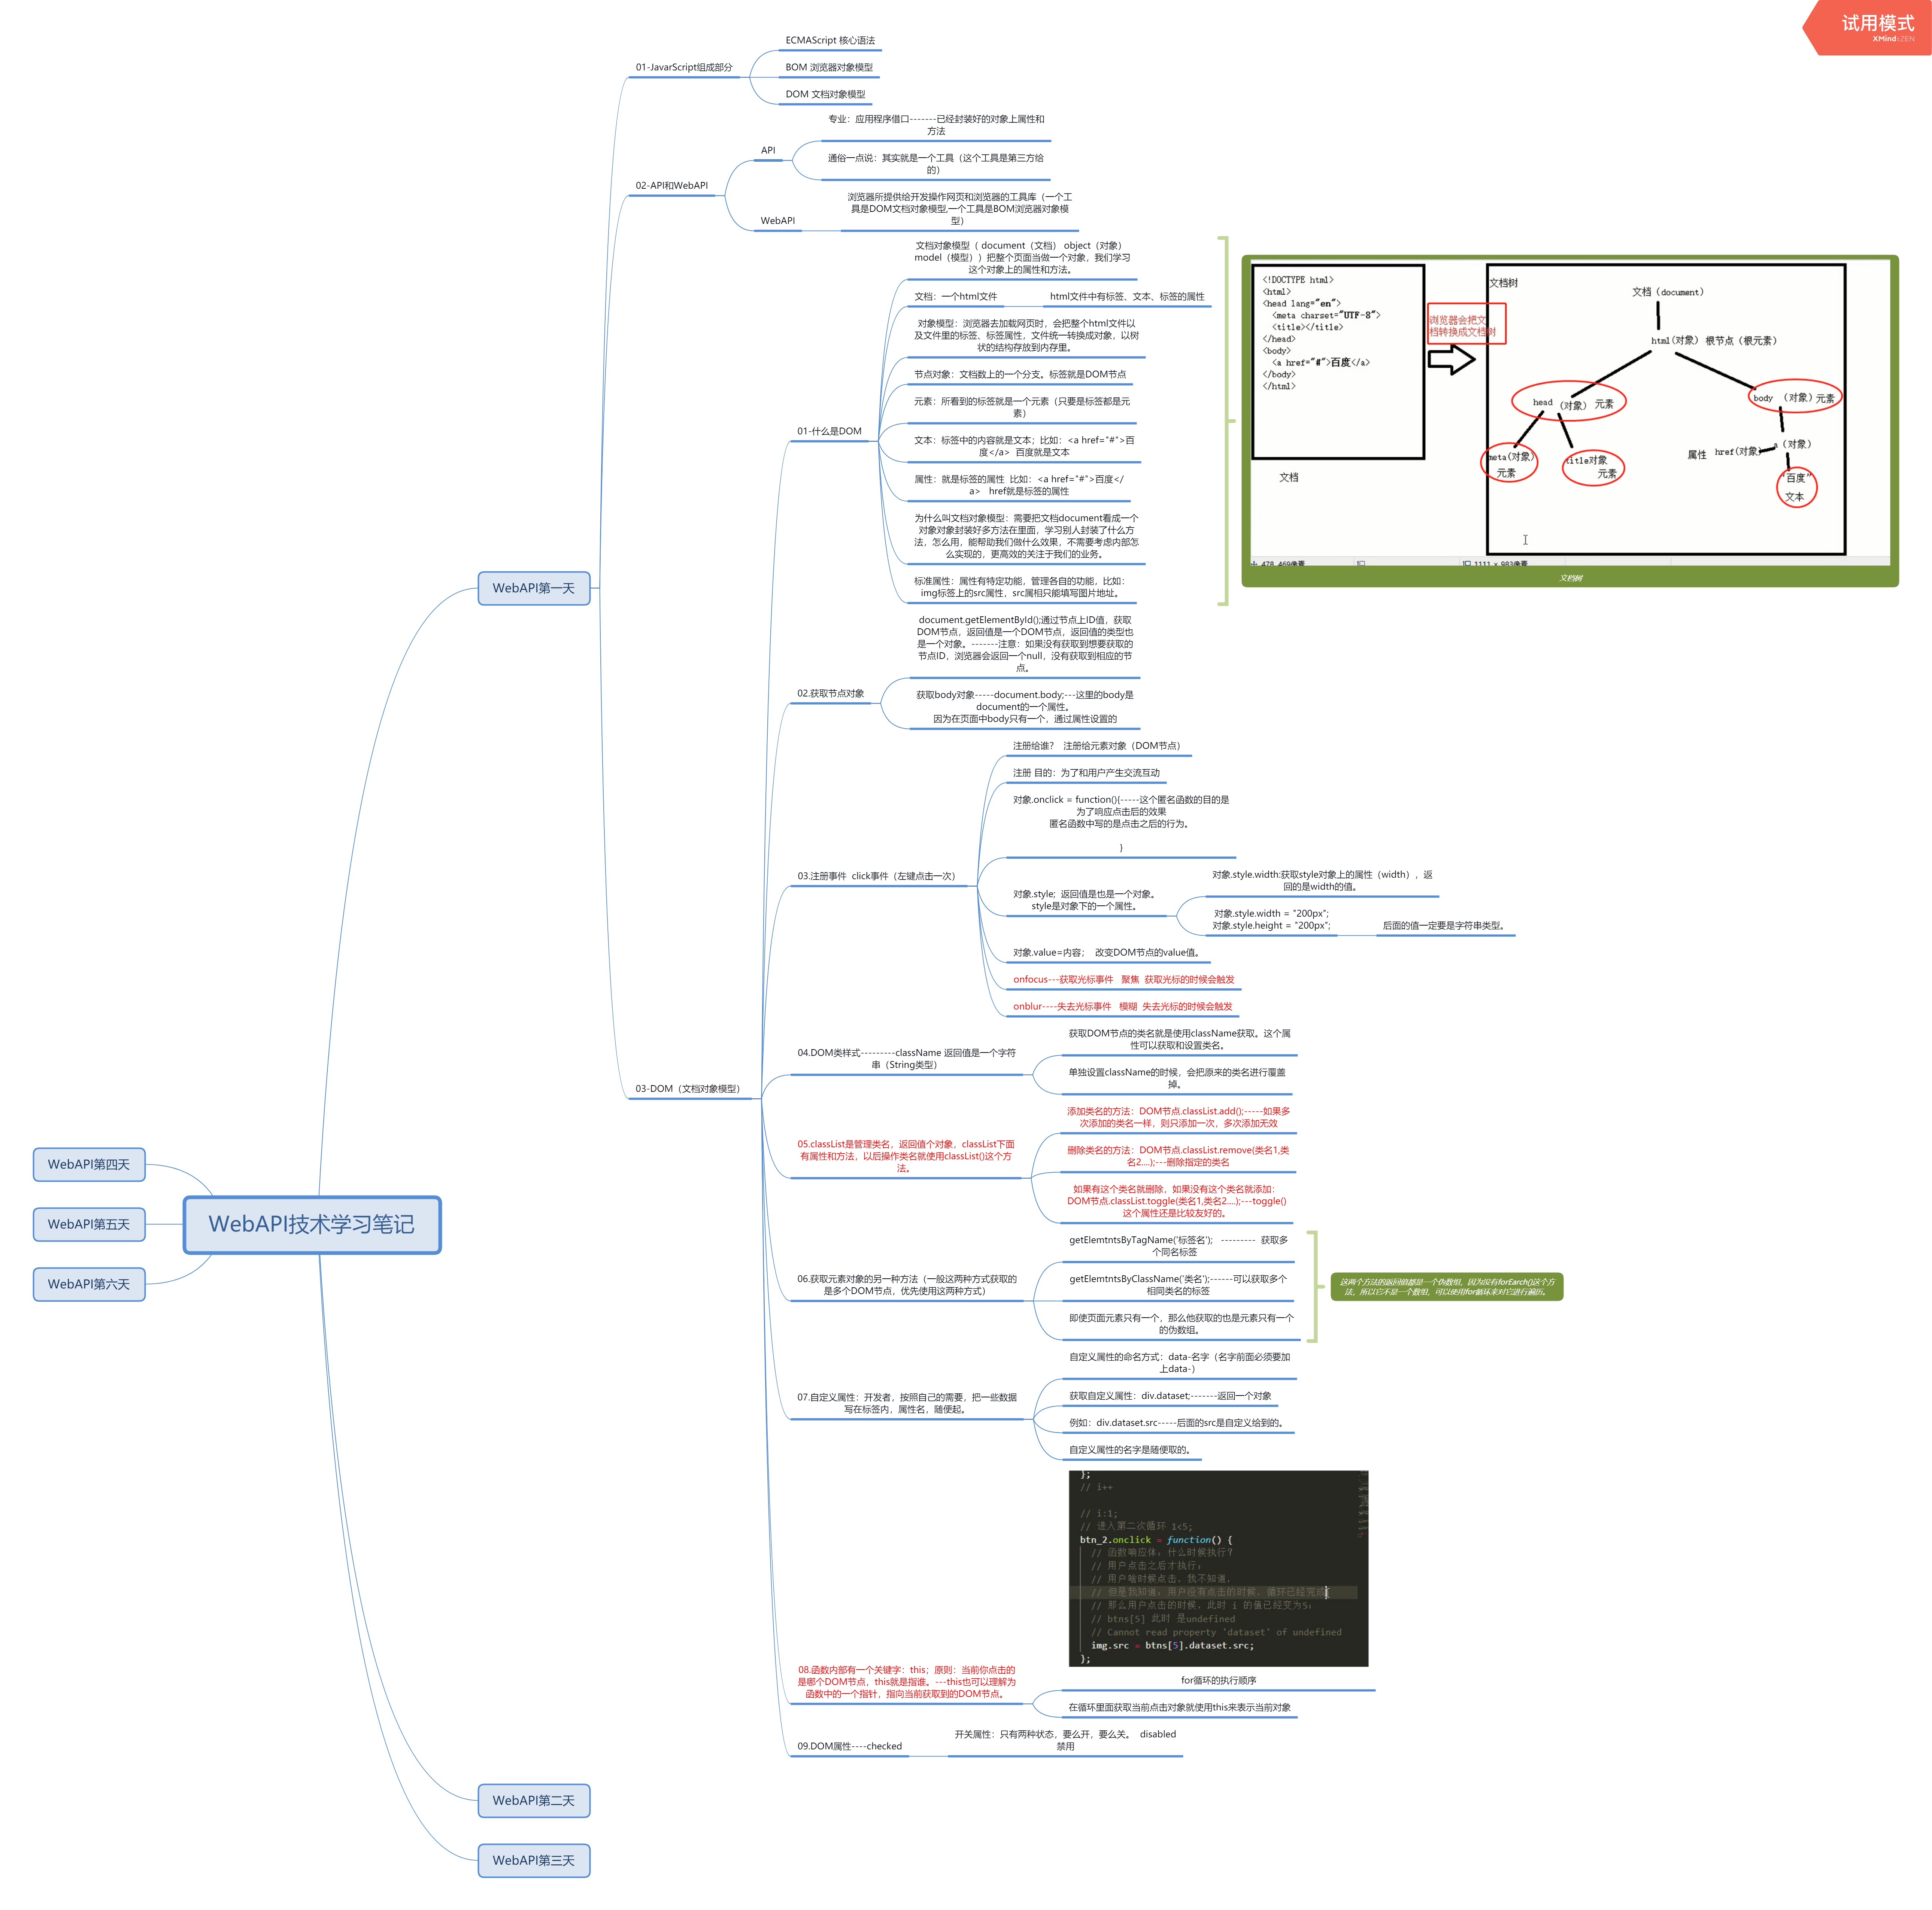 试用模式
XMind:ZEN
WebAPI技术学习笔记
WebAPI第一天
01-JavarScript组成部分
ECMAScript 核心语法
BOM 浏览器对象模型
DOM 文档对象模型
02-API和WebAPI
API
专业：应用程序借口-------已经封装好的对象上属性和
方法
通俗一点说：其实就是一个工具（这个工具是第三方给
的）
WebAPI
浏览器所提供给开发操作网页和浏览器的工具库（一个工
具是DOM文档对象模型,一个工具是BOM浏览器对象模
型）
03-DOM（文档对象模型）
01-什么是DOM
文档对象模型（ document（文档） object（对象）
model（模型））把整个页面当做一个对象，我们学习
这个对象上的属性和方法。
文档：一个html文件
html文件中有标签、文本、标签的属性
对象模型：浏览器去加载网页时，会把整个html文件以
及文件里的标签、标签属性，文件统一转换成对象，以树
状的结构存放到内存里。
节点对象：文档数上的一个分支。标签就是DOM节点
元素：所看到的标签就是一个元素（只要是标签都是元
素）
文本：标签中的内容就是文本；比如：<a href="#">百
度</a> 百度就是文本
属性：就是标签的属性 比如：<a href="#">百度</
a> href就是标签的属性
为什么叫文档对象模型：需要把文档document看成一个
对象对象封装好多方法在里面，学习别人封装了什么方
法，怎么用，能帮助我们做什么效果，不需要考虑内部怎
么实现的，更高效的关注于我们的业务。
标准属性：属性有特定功能，管理各自的功能，比如：
img标签上的src属性，src属相只能填写图片地址。
<!DOCTYPE html>
<html>
<head lang="en">
<meta charset="UTF-8">
<title></title>
</head>
<body>
<a href="#">百度</a>
</body>
</html>
文档
浏览器会把文
档转换成文档树
文档树
文档（document）
html(对象) 根节点（根元素）
head （对象） 元素
body （对象）元素
meta(对象)
元素
title对象
元素
属性 href(对象)
a（对象）
"百度"
文本
478, 469像素
1111 × 983像素
文档树
02.获取节点对象
document.getElementById();通过节点上ID值，获取
DOM节点，返回值是一个DOM节点，返回值的类型也
是一个对象。-------注意：如果没有获取到想要获取的
节点ID，浏览器会返回一个null，没有获取到相应的节
点。
获取body对象-----document.body;---这里的body是
document的一个属性。
因为在页面中body只有一个，通过属性设置的
03.注册事件 click事件（左键点击一次）
注册给谁？ 注册给元素对象（DOM节点）
注册 目的：为了和用户产生交流互动
对象.onclick = function(){-----这个匿名函数的目的是
为了响应点击后的效果
匿名函数中写的是点击之后的行为。
}
对象.style; 返回值是也是一个对象。
style是对象下的一个属性。
对象.style.width:获取style对象上的属性（width），返
回的是width的值。
对象.style.width = "200px";
对象.style.height = "200px";
后面的值一定要是字符串类型。
对象.value=内容； 改变DOM节点的value值。
onfocus---获取光标事件 聚焦 获取光标的时候会触发
onblur----失去光标事件 模糊 失去光标的时候会触发
04.DOM类样式---------className 返回值是一个字符
串（String类型）
获取DOM节点的类名就是使用className获取。这个属
性可以获取和设置类名。
单独设置className的时候，会把原来的类名进行覆盖
掉。
05.classList是管理类名，返回值个对象，classList下面
有属性和方法，以后操作类名就使用classList()这个方
法。
添加类名的方法：DOM节点.classList.add();-----如果多
次添加的类名一样，则只添加一次，多次添加无效
删除类名的方法：DOM节点.classList.remove(类名1,类
名2....);---删除指定的类名
如果有这个类名就删除，如果没有这个类名就添加：
DOM节点.classList.toggle(类名1,类名2....);---toggle()
这个属性还是比较友好的。
06.获取元素对象的另一种方法（一般这两种方式获取的
是多个DOM节点，优先使用这两种方式）
getElemtntsByTagName('标签名'); --------- 获取多
个同名标签
getElemtntsByClassName('类名');------可以获取多个
相同类名的标签
即使页面元素只有一个，那么他获取的也是元素只有一个
的伪数组。
这两个方法的返回值都是一个伪数组，因为没有forEarch()这个方
法，所以它不是一个数组，可以使用for循环来对它进行遍历。
07.自定义属性：开发者，按照自己的需要，把一些数据
写在标签内，属性名，随便起。
自定义属性的命名方式：data-名字（名字前面必须要加
上data-）
获取自定义属性：div.dataset;-------返回一个对象
例如：div.dataset.src-----后面的src是自定义给到的。
自定义属性的名字是随便取的。
08.函数内部有一个关键字：this；原则：当前你点击的
是哪个DOM节点，this就是指谁。---this也可以理解为
函数中的一个指针，指向当前获取到的DOM节点。
};
// i++
// i:1;
// 进入第二次循环 1<5;
btn_2.onclick = function() {
// 函数响应体，什么时候执行？
// 用户点击之后才执行；
// 用户啥时候点击，我不知道，
// 但是我知道，用户没有点击的时候，循环已经完成
// 那么用户点击的时候，此时 i 的值已经变为5；
// btns[5] 此时 是undefined
// Cannot read property 'dataset' of undefined
img.src = btns[5].dataset.src;
};
for循环的执行顺序
在循环里面获取当前点击对象就使用this来表示当前对象
09.DOM属性----checked
开关属性：只有两种状态，要么开，要么关。 disabled
禁用
WebAPI第二天
WebAPI第三天
WebAPI第四天
WebAPI第五天
WebAPI第六天